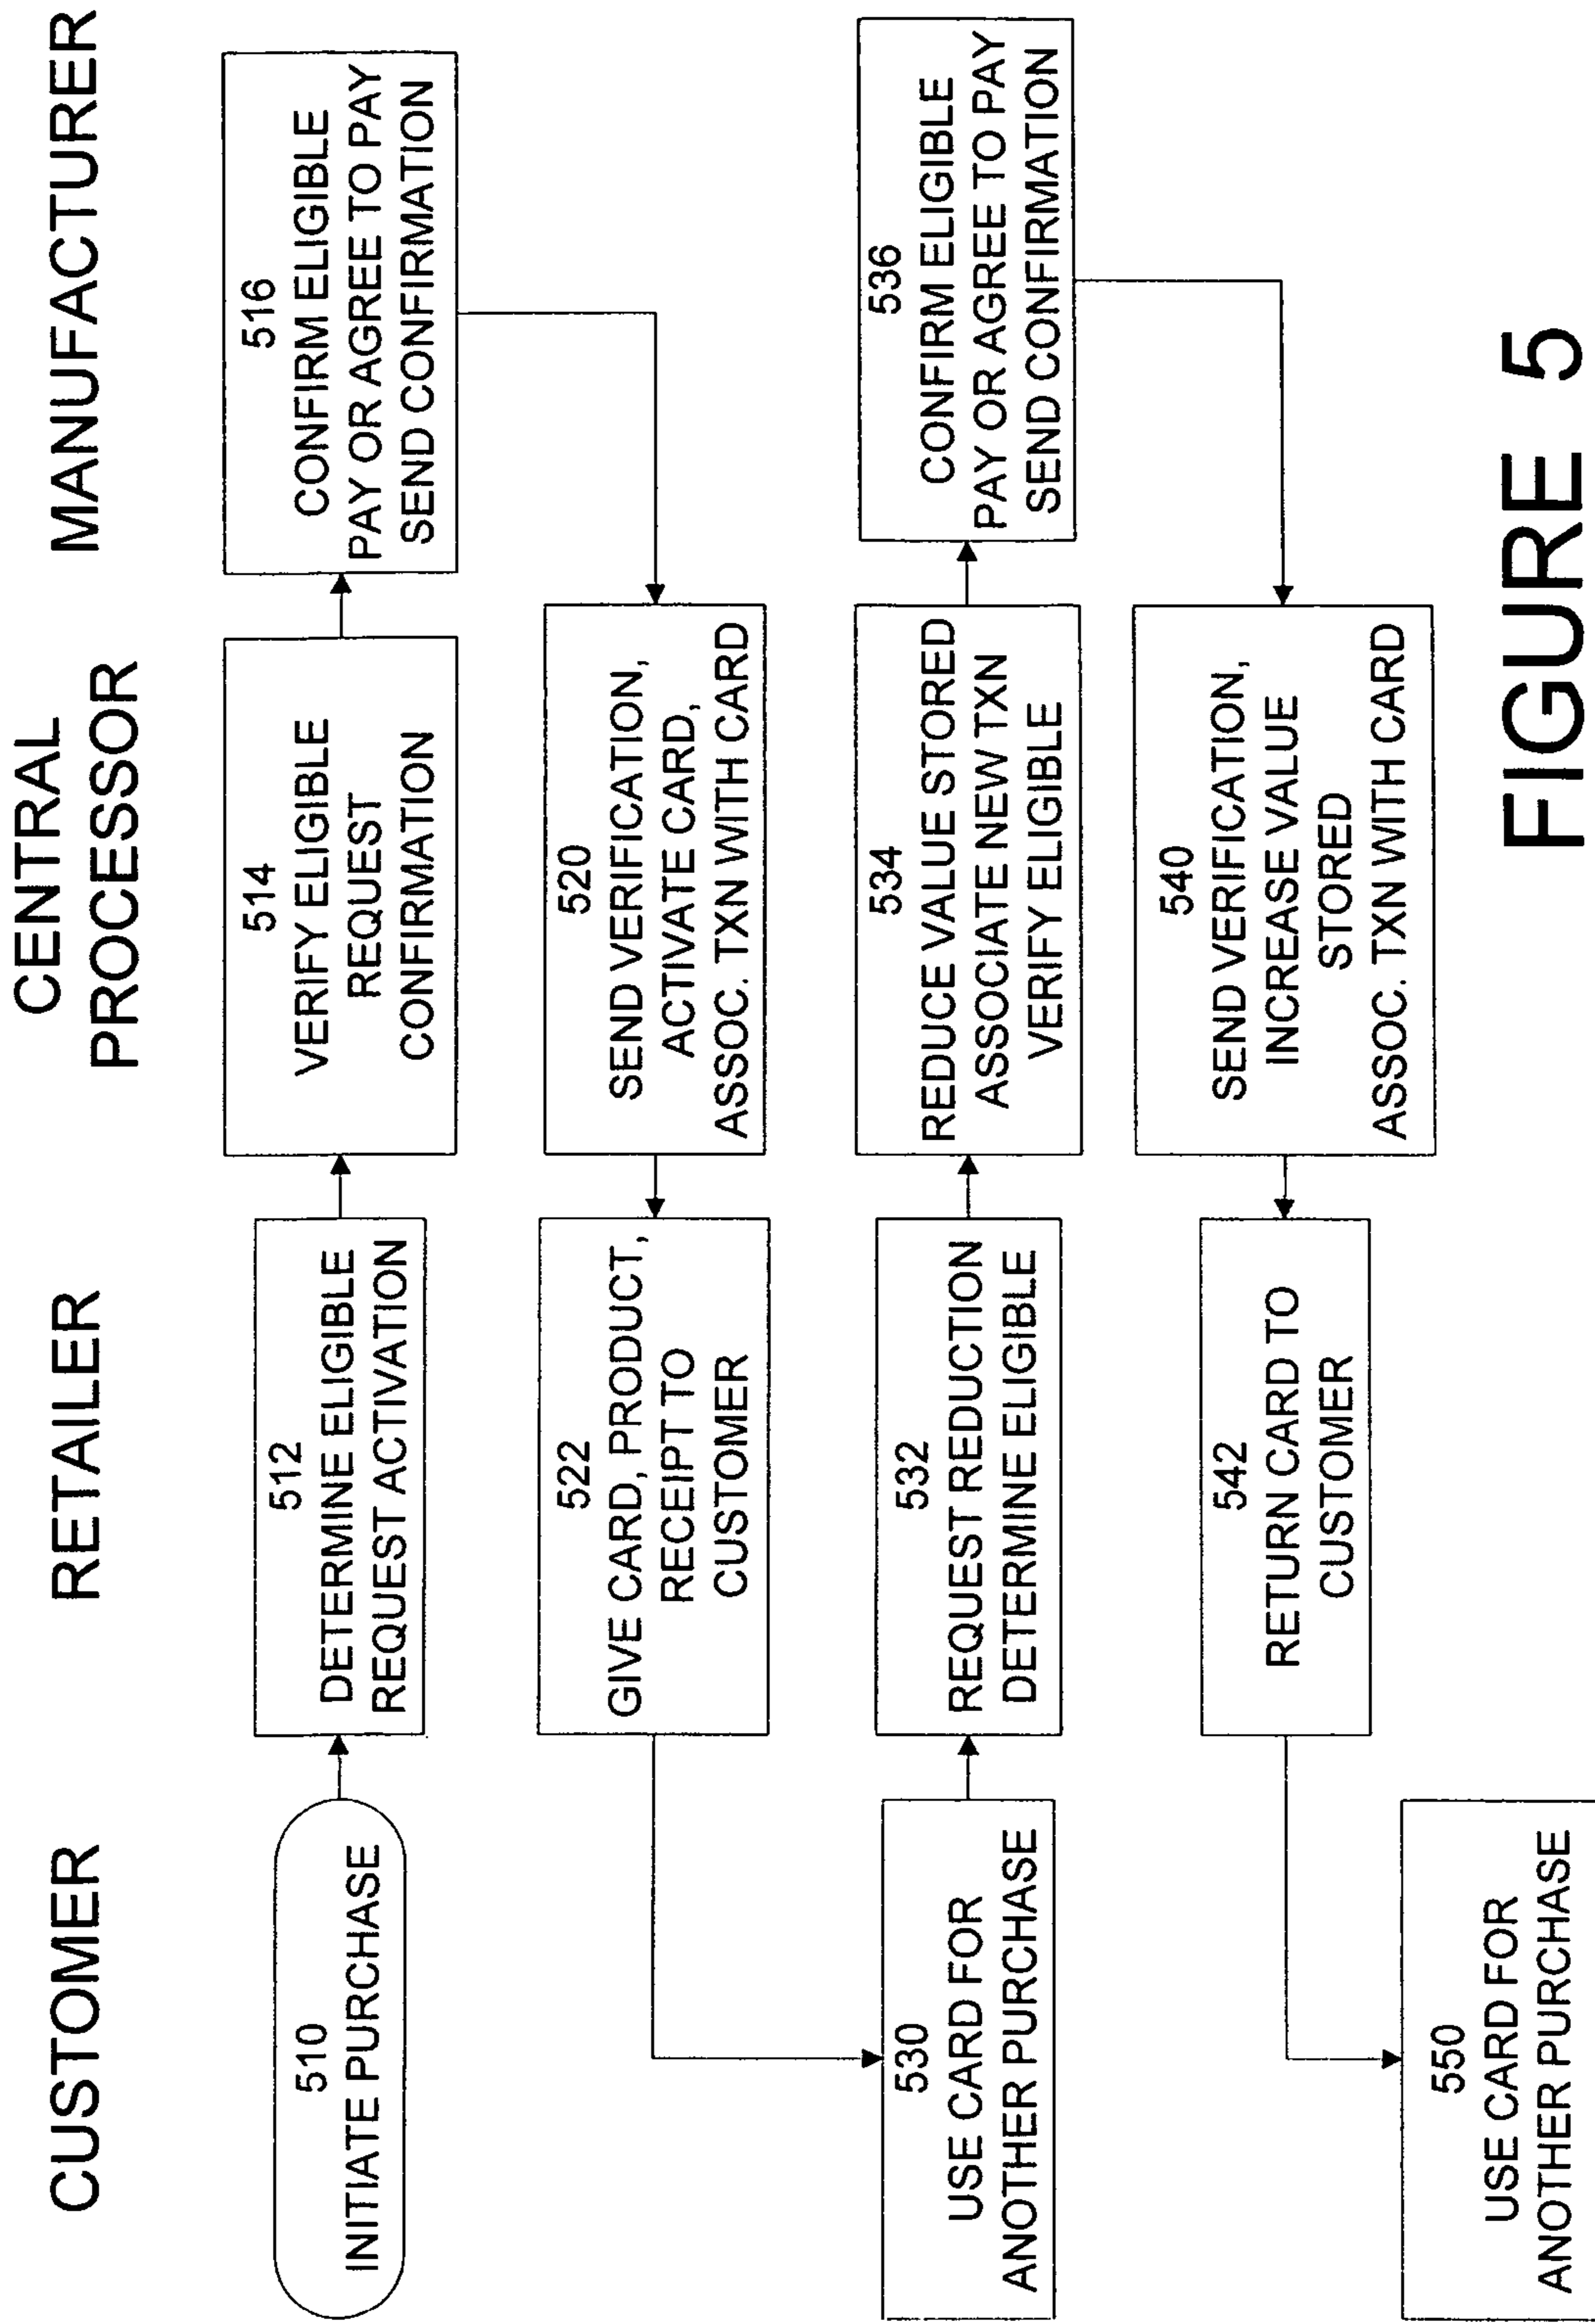 CUSTOMER
RETAILER
CENTRAL
PROCESSOR
MANUFACTURER
510
INITIATE PURCHASE
512
DETERMINE ELIGIBLE
REQUEST ACTIVATION
514
VERIFY ELIGIBLE
REQUEST
CONFIRMATION
516
CONFIRM ELIGIBLE
PAY OR AGREE TO PAY
SEND CONFIRMATION
520
SEND VERIFICATION,
ACTIVATE CARD,
ASSOC. TXN WITH CARD
522
GIVE CARD, PRODUCT,
RECEIPT TO
CUSTOMER
530
USE CARD FOR
ANOTHER PURCHASE
532
REQUEST REDUCTION
DETERMINE ELIGIBLE
534
REDUCE VALUE STORED
ASSOCIATE NEW TXN
VERIFY ELIGIBLE
536
CONFIRM ELIGIBLE
PAY OR AGREE TO PAY
SEND CONFIRMATION
540
SEND VERIFICATION,
INCREASE VALUE
STORED
ASSOC. TXN WITH CARD
542
RETURN CARD TO
CUSTOMER
550
USE CARD FOR
ANOTHER PURCHASE
FIGURE 5